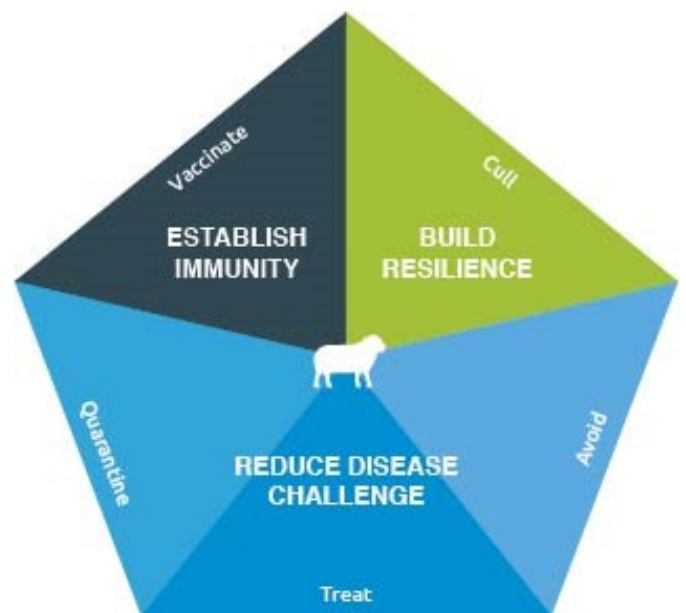 Vaccinate
Cull
ESTABLISH
IMMUNITY
BUILD
RESILIENCE
Quarantine
Avoid
REDUCE DISEASE
CHALLENGE
Treat